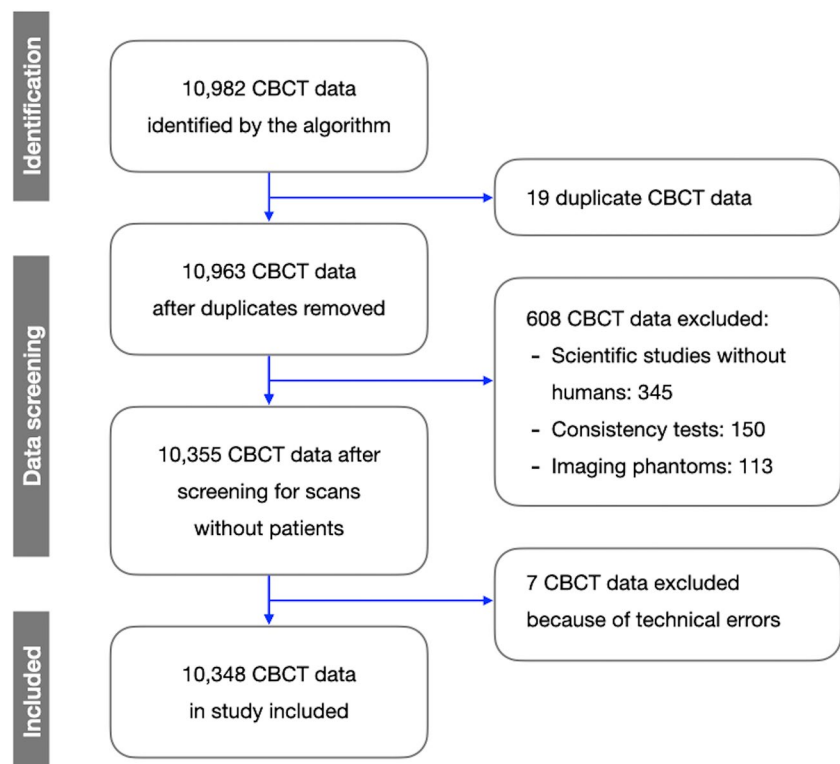 Identification
10,982 CBCT data
identified by the algorithm
19 duplicate CBCT data
Data screening
10,963 CBCT data
after duplicates removed
608 CBCT data excluded:
- Scientific studies without
humans: 345
- Consistency tests: 150
- Imaging phantoms: 113
10,355 CBCT data after
screening for scans
without patients
7 CBCT data excluded
because of technical errors
Included
10,348 CBCT data
in study included